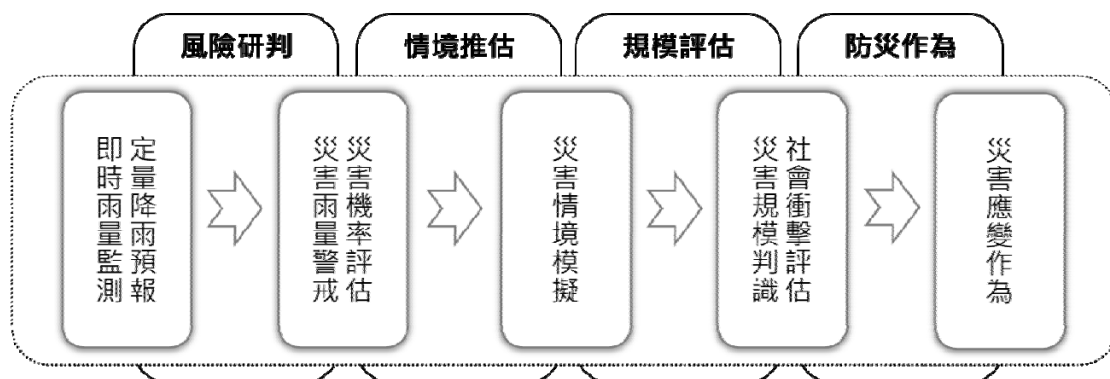 風險研判
情境推估
規模評估
防災作為
定量降雨預報
即時雨量監測
災害機率評估
災害雨量警戒
災害情境模擬
社會衝擊評估
災害規模判識
災害應變作為